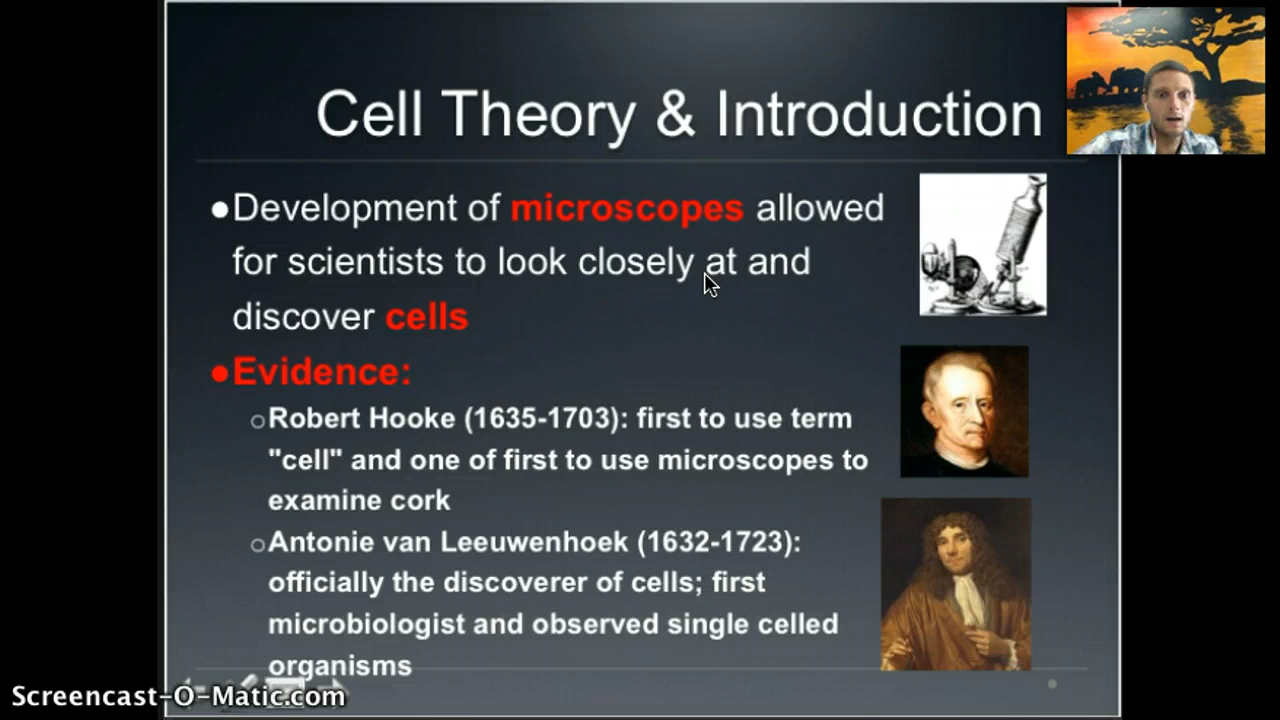 Cell Theory & Introduction
●Development of microscopes allowed
for scientists to look closely at and
discover cells
●Evidence:
○Robert Hooke (1635-1703): first to use term
"cell" and one of first to use microscopes to
examine cork
○Antonie van Leeuwenhoek (1632-1723):
officially the discoverer of cells; first
microbiologist and observed single celled
organisms
Screencast-O-Matic.com